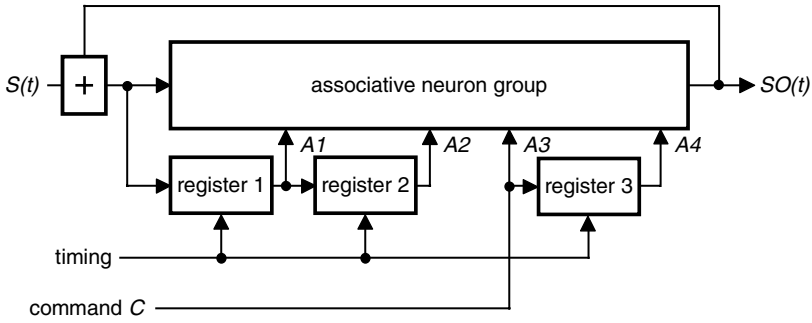 S(t)
+
associative neuron group
SO(t)
A1
A2
A3
A4
register 1
register 2
register 3
timing
command C